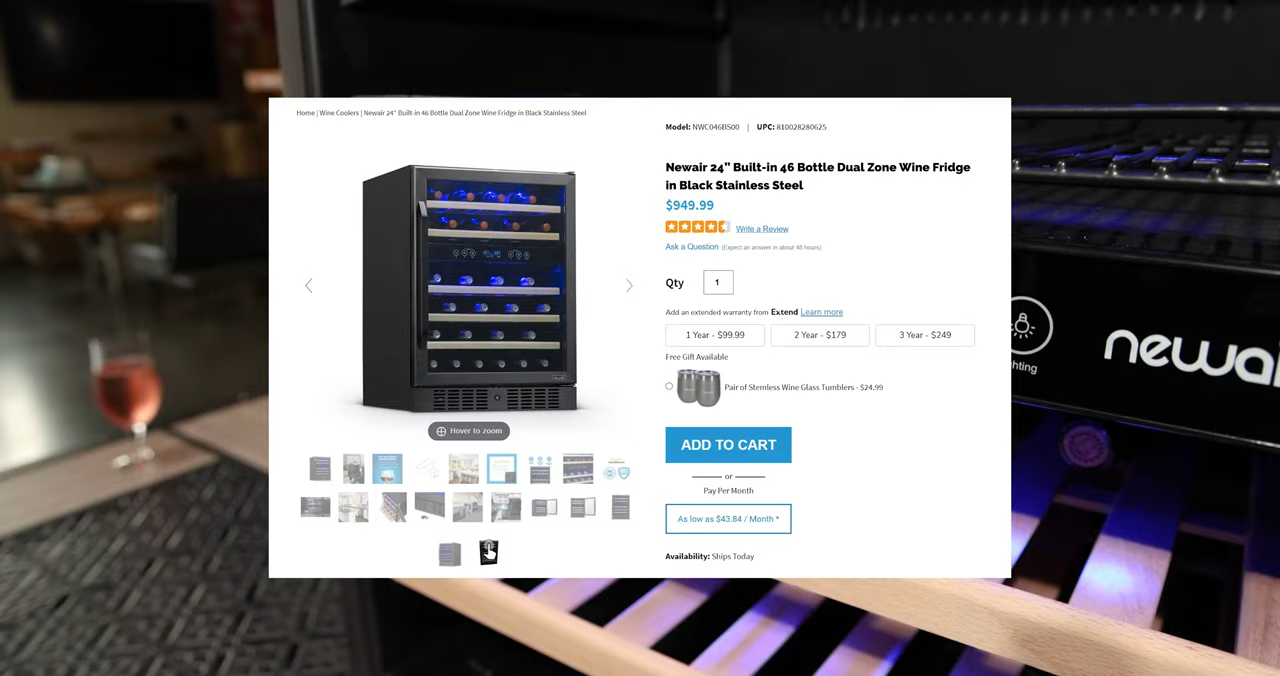 Home | Wine Coolers | Newair 24” Built-in 46 Bottle Dual Zone Wine Fridge in Black Stainless Steel
Model: NWC046BS00 | UPC: 810028280625
Newair 24” Built-in 46 Bottle Dual Zone Wine Fridge
in Black Stainless Steel
$949.99
Write a Review
Ask a Question (Expect an answer in about 48 hours)
Qty 1
Add an extended warranty from Extend Learn more
1 Year - $99.99 2 Year - $179 3 Year - $249
Free Gift Available
Pair of Stemless Wine Glass Tumblers - $24.99
Hover to zoom
ADD TO CART
or
Pay Per Month
As low as $43.84 / Month *
Availability: Ships Today
hting
newai